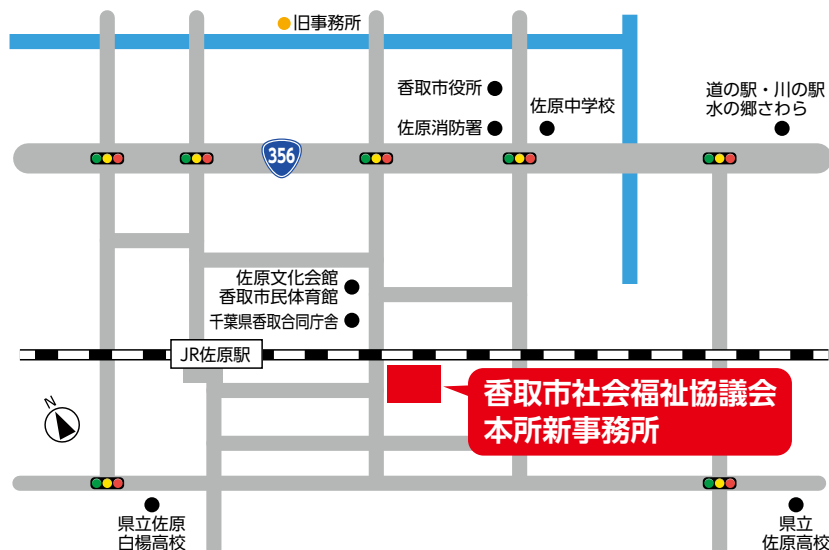 旧事務所
香取市役所
佐原消防署
佐原中学校
道の駅・川の駅
水の郷さわら
356
佐原文化会館
香取市民体育館
千葉県香取合同庁舎
JR佐原駅
香取市社会福祉協議会
本所新事務所
N
県立佐原
白楊高校
県立
佐原高校